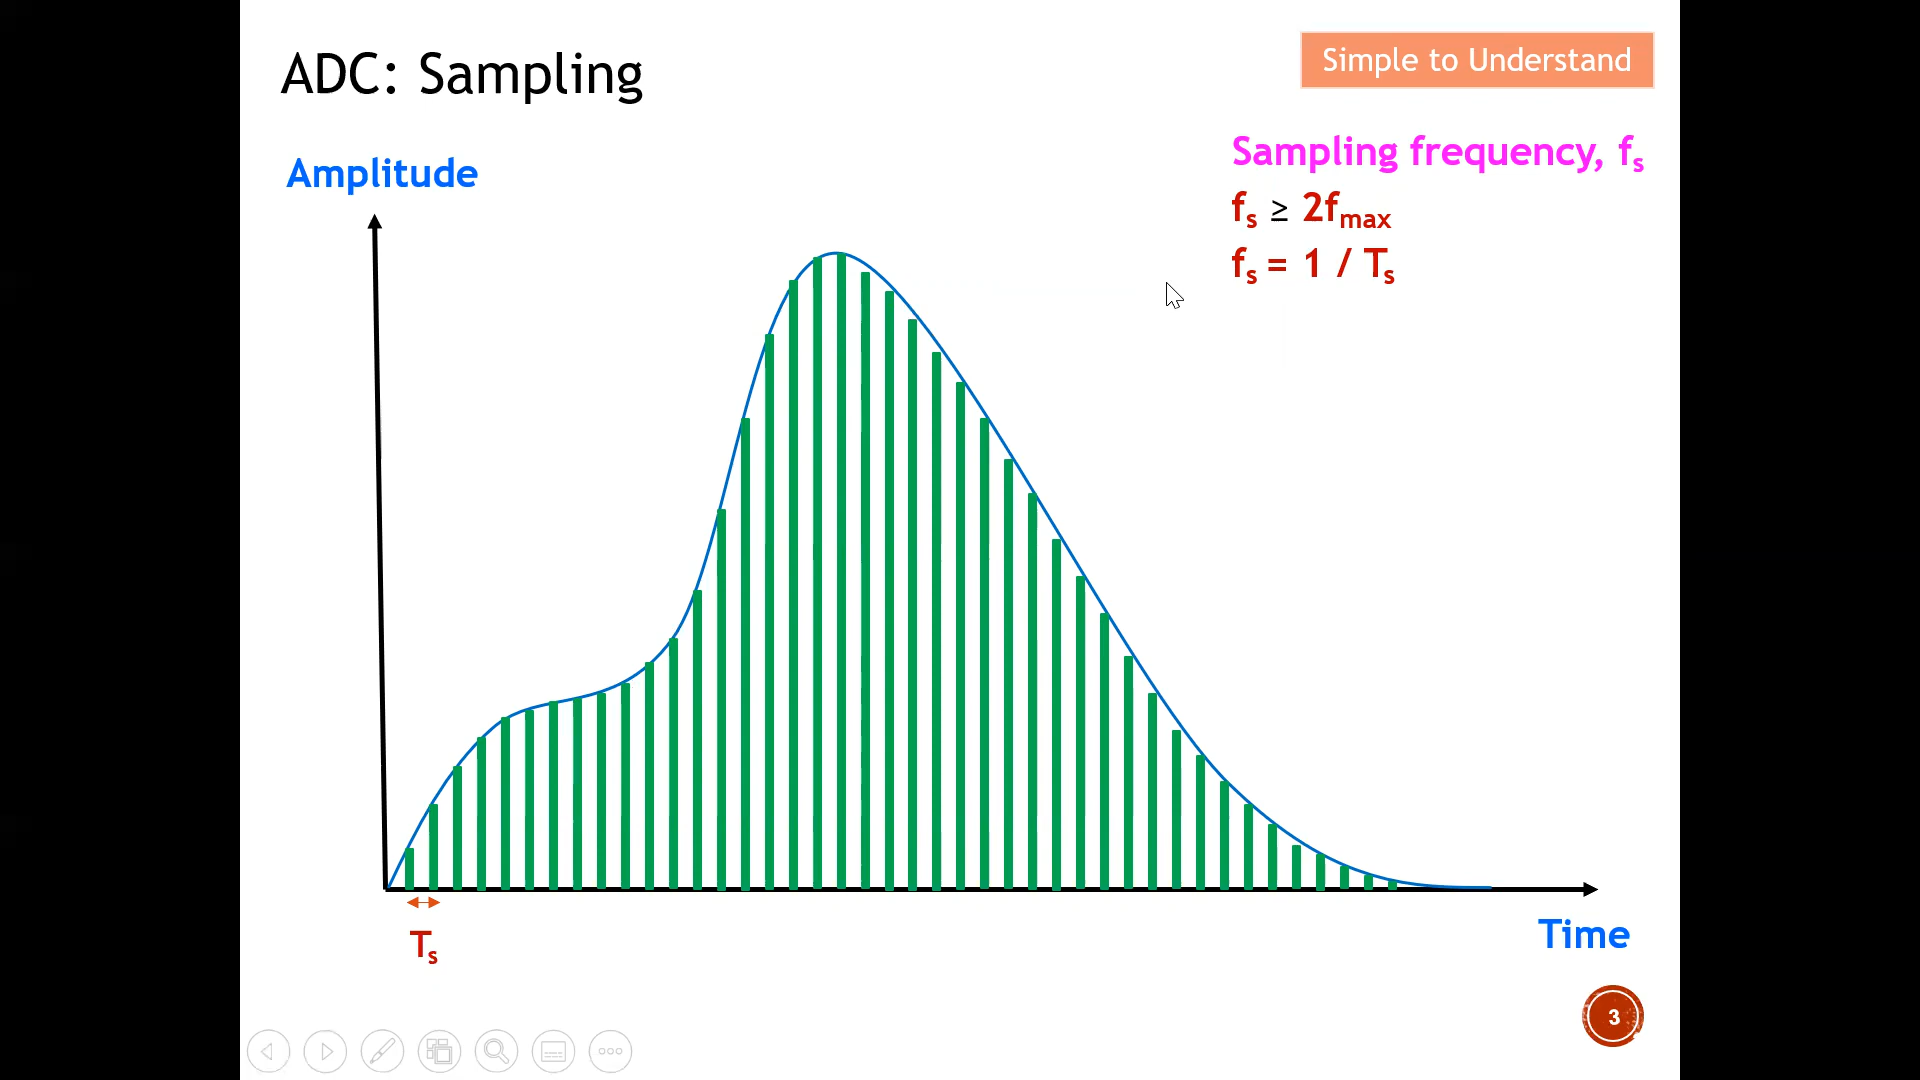 ADC: Sampling
Simple to Understand
Amplitude
Sampling frequency, fₛ
fₛ ≥ 2fₘₐₓ
fₛ = 1 / Tₛ
Tₛ
Time
3